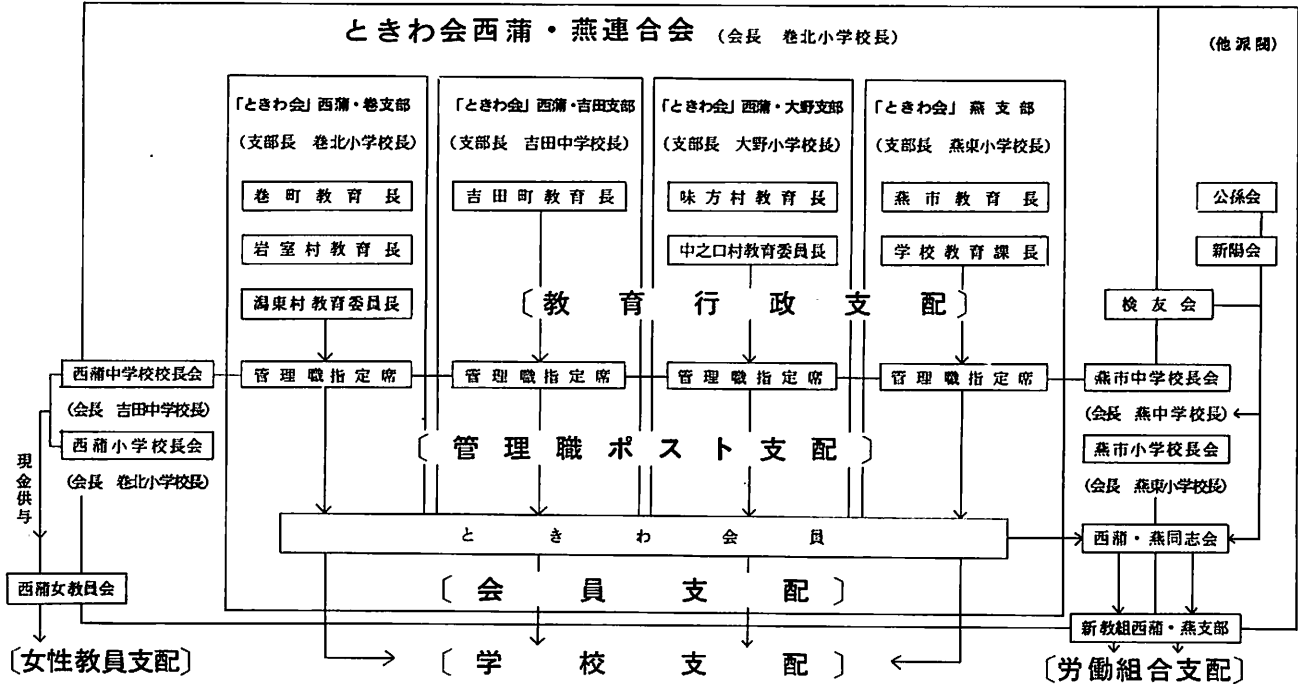 ときわ会西蒲・燕連合会 (会長 巻北小学校長)
(他派閥)
「ときわ会」西蒲・巻支部
(支部長 巻北小学校長)
巻町教育長
岩室村教育長
潟東村教育委員長
「ときわ会」西蒲・吉田支部
(支部長 吉田中学校長)
吉田町教育長
「ときわ会」西蒲・大野支部
(支部長 大野小学校長)
味方村教育長
中之口村教育委員長
「ときわ会」燕支部
(支部長 燕東小学校長)
燕市教育長
学校教育課長
公孫会
新陽会
検友会
〔教育行政支配〕
西蒲中学校校長会
(会長 吉田中学校長)
西蒲小学校長会
(会長 巻北小学校長)
管理職指定席
管理職指定席
管理職指定席
管理職指定席
燕市中学校長会
(会長 燕中学校長)
燕市小学校長会
(会長 燕東小学校長)
〔管理職ポスト支配〕
現金供与
ときわ会員
西蒲・燕同志会
西蒲女教員会
〔会員支配〕
新教組西蒲・燕支部
〔女性教員支配〕
〔学校支配〕
〔労働組合支配〕